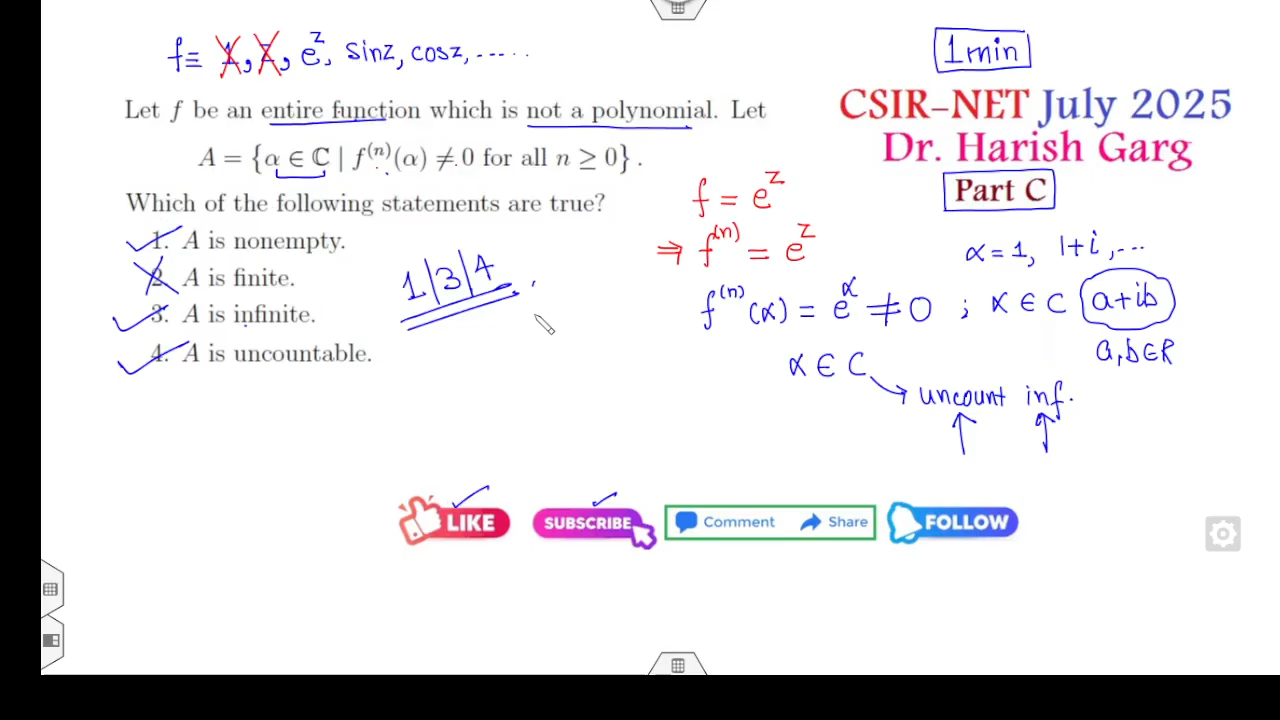 f≡ 1, z, e^z, sinz, cosz, ......
1min
CSIR-NET July 2025
Dr. Harish Garg
Part C
Let f be an entire function which is not a polynomial. Let
A = {α ∈ ℂ | f^(n)(α) ≠ 0 for all n ≥ 0} .
Which of the following statements are true?
1. A is nonempty.
2. A is finite.
3. A is infinite.
4. A is uncountable.
1|3|4
f = e^z
⇒ f^(n) = e^z
α = 1, 1+i, ...
f^(n)(α) = e^α ≠ 0 ; α ∈ C a+ib
a,b∈R
α ∈ C
uncount inf.
LIKE
SUBSCRIBE
Comment
Share
FOLLOW